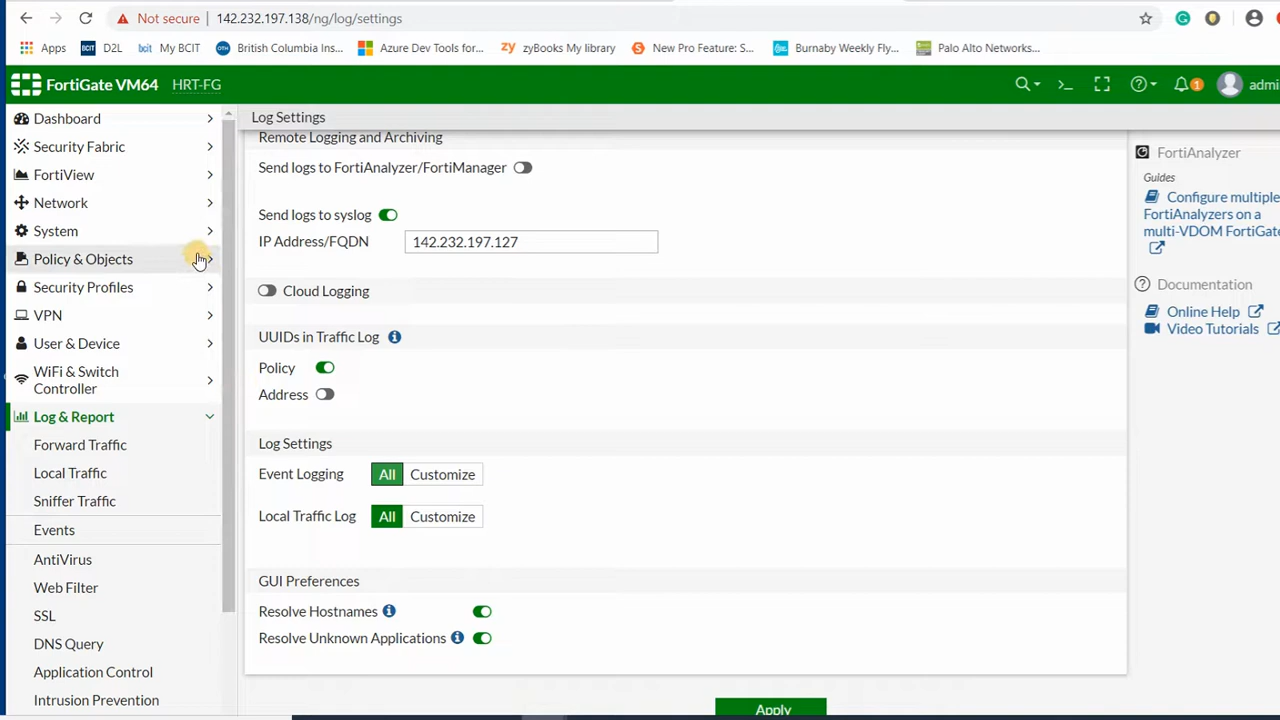 Not secure 142.232.197.138/ng/log/settings
Apps D2L My BCIT British Columbia Ins... Azure Dev Tools for... zyBooks My library New Pro Feature: S... Burnaby Weekly Fly... Palo Alto Networks...
FortiGate VM64 HRT-FG admi
Dashboard
Security Fabric
FortiView
Network
System
Policy & Objects
Security Profiles
VPN
User & Device
WiFi & Switch
Controller
Log & Report
Forward Traffic
Local Traffic
Sniffer Traffic
Events
AntiVirus
Web Filter
SSL
DNS Query
Application Control
Intrusion Prevention
Log Settings
Remote Logging and Archiving
Send logs to FortiAnalyzer/FortiManager
Send logs to syslog
IP Address/FQDN 142.232.197.127
Cloud Logging
UUIDs in Traffic Log
Policy
Address
Log Settings
Event Logging All Customize
Local Traffic Log All Customize
GUI Preferences
Resolve Hostnames
Resolve Unknown Applications
Apply
FortiAnalyzer
Guides
Configure multiple
FortiAnalyzers on a
multi-VDOM FortiGate
Documentation
Online Help
Video Tutorials